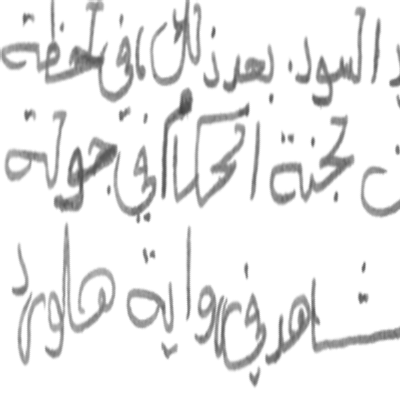 السود. بعد ذلك، في لحظة
لجنة الحكام في جولة
شاهد في رواية هاورد